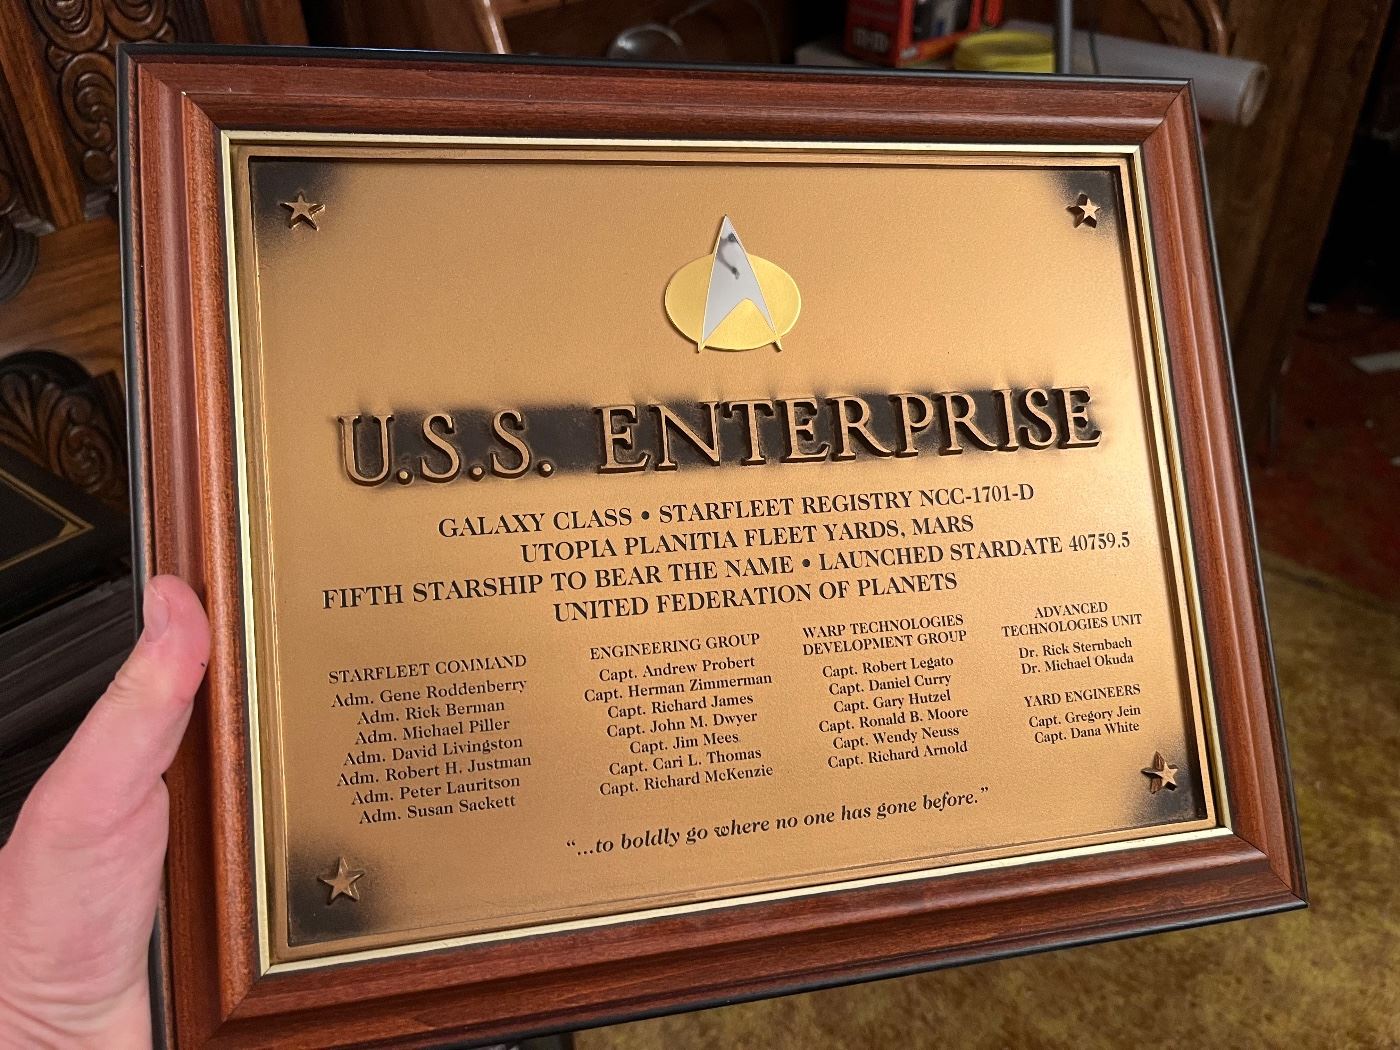 U.S.S. ENTERPRISE
GALAXY CLASS • STARFLEET REGISTRY NCC-1701-D
UTOPIA PLANITIA FLEET YARDS, MARS
FIFTH STARSHIP TO BEAR THE NAME • LAUNCHED STARDATE 40759.5
UNITED FEDERATION OF PLANETS
STARFLEET COMMAND
Adm. Gene Roddenberry
Adm. Rick Berman
Adm. Michael Piller
Adm. David Livingston
Adm. Robert H. Justman
Adm. Peter Lauritson
Adm. Susan Sackett
ENGINEERING GROUP
Capt. Andrew Probert
Capt. Herman Zimmerman
Capt. Richard James
Capt. John M. Dwyer
Capt. Jim Mees
Capt. Cari L. Thomas
Capt. Richard McKenzie
WARP TECHNOLOGIES
DEVELOPMENT GROUP
Capt. Robert Legato
Capt. Daniel Curry
Capt. Gary Hutzel
Capt. Ronald B. Moore
Capt. Wendy Neuss
Capt. Richard Arnold
ADVANCED
TECHNOLOGIES UNIT
Dr. Rick Sternbach
Dr. Michael Okuda
YARD ENGINEERS
Capt. Gregory Jein
Capt. Dana White
“...to boldly go where no one has gone before.”